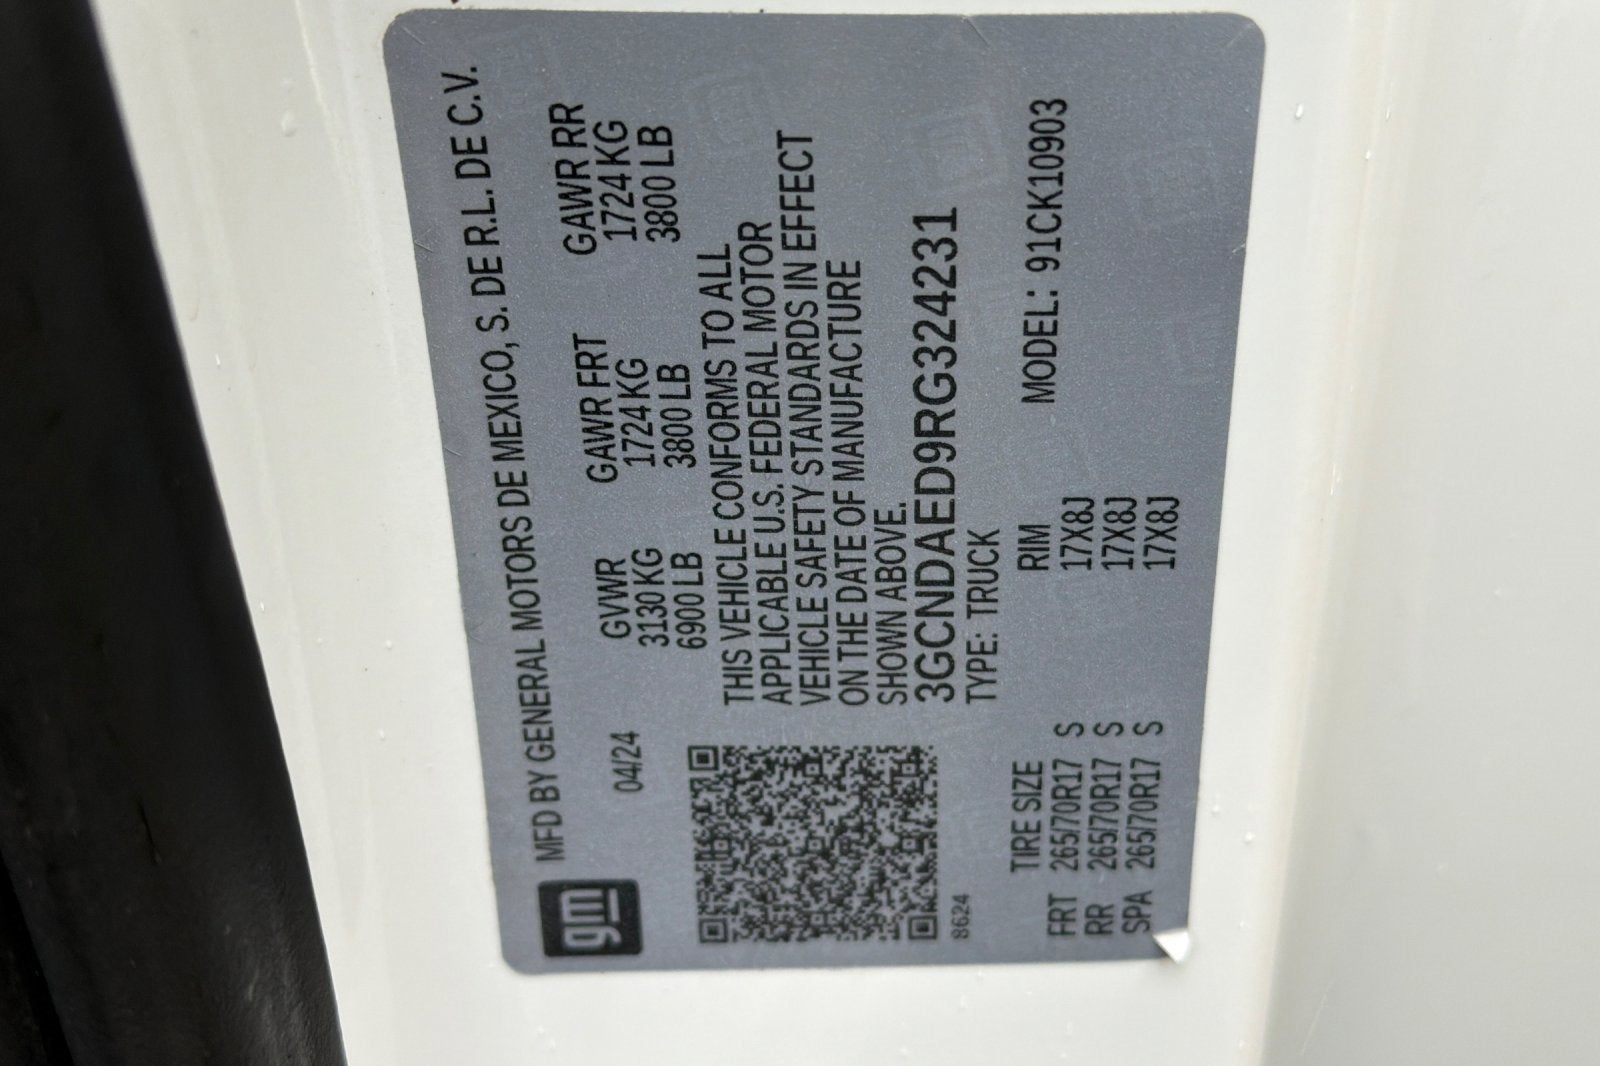 gm
MFD BY GENERAL MOTORS DE MEXICO, S. DE R.L. DE C.V.
04/24 GVWR GAWR FRT GAWR RR
3130 KG 1724 KG 1724 KG
6900 LB 3800 LB 3800 LB
THIS VEHICLE CONFORMS TO ALL
APPLICABLE U.S. FEDERAL MOTOR
VEHICLE SAFETY STANDARDS IN EFFECT
ON THE DATE OF MANUFACTURE
SHOWN ABOVE.
3GCNDAED9RG324231
8624 TYPE: TRUCK MODEL: 91CK10903
TIRE SIZE RIM
FRT 265/70R17 S 17X8J
RR 265/70R17 S 17X8J
SPA 265/70R17 S 17X8J